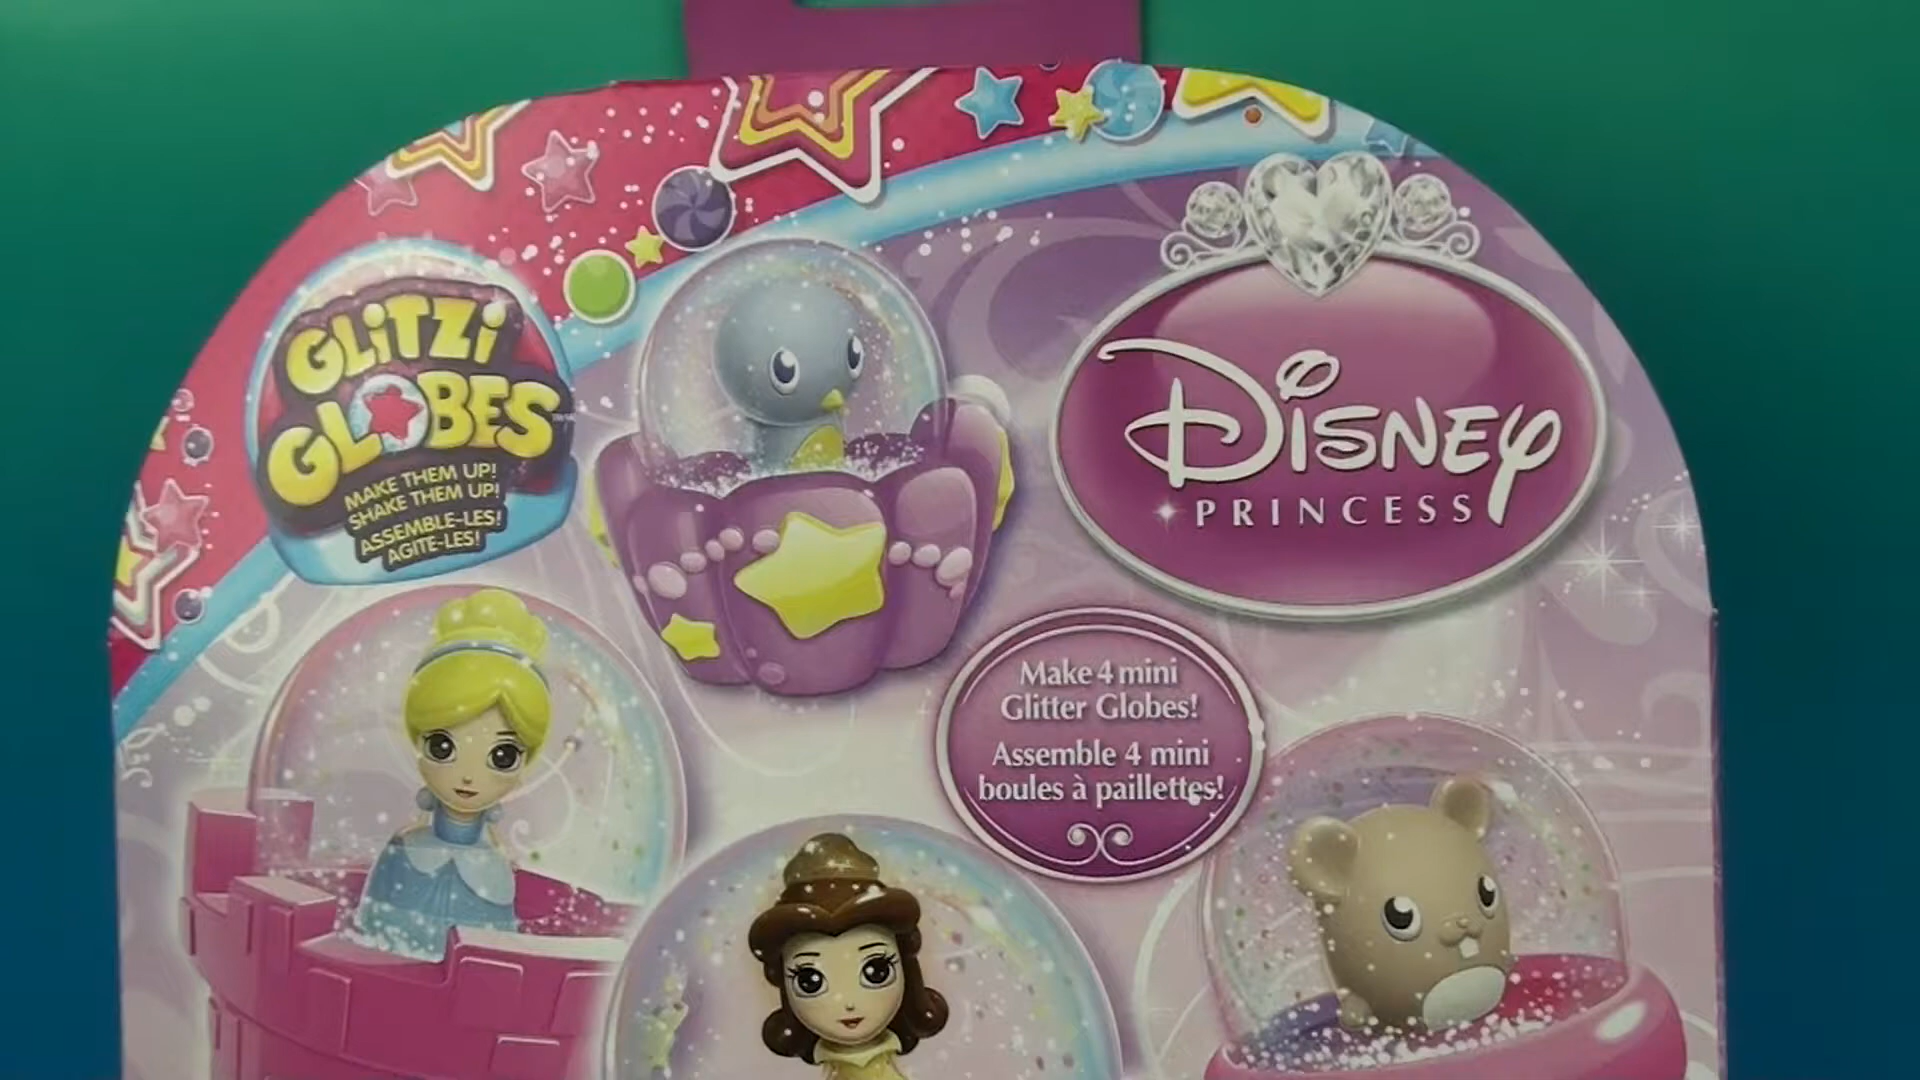 GLITZI
GLOBES
MAKE THEM UP!
SHAKE THEM UP!
ASSEMBLE-LES!
AGITE-LES!
DISNEY
PRINCESS
Make 4 mini
Glitter Globes!
Assemble 4 mini
boules à paillettes!